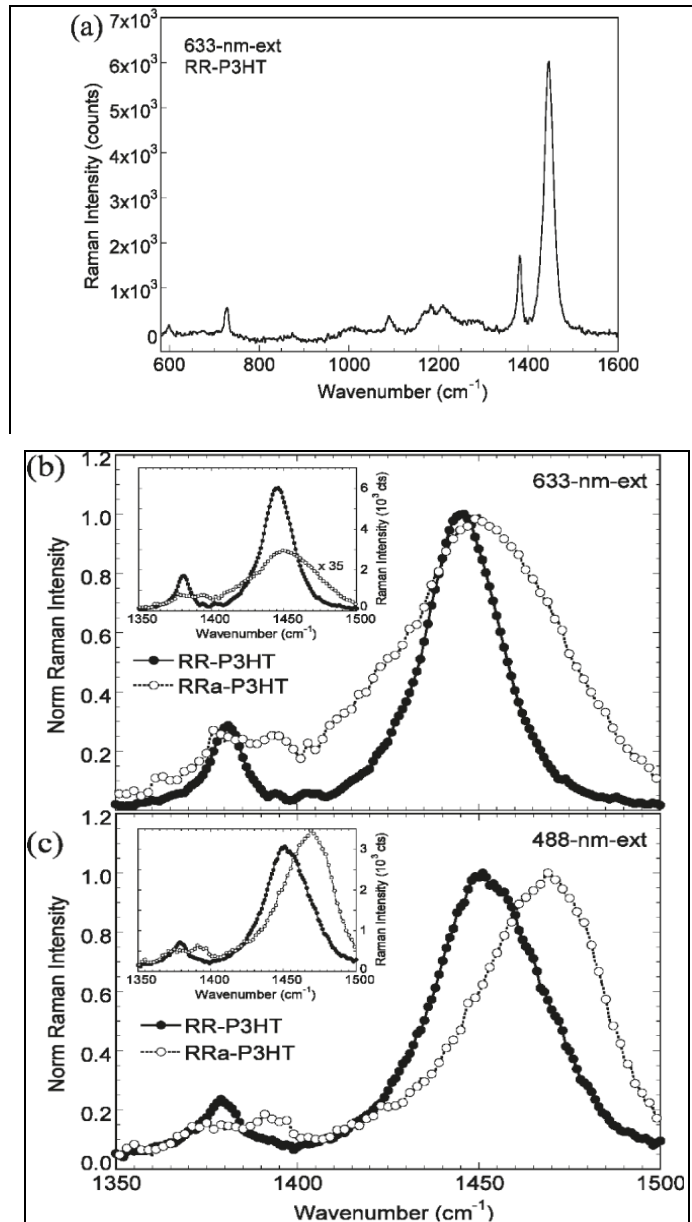 (a)
633-nm-ext
RR-P3HT
Raman Intensity (counts)
7x10³
6x10³
5x10³
4x10³
3x10³
2x10³
1x10³
0
600 800 1000 1200 1400 1600
Wavenumber (cm⁻¹)
(b)
633-nm-ext
Norm Raman Intensity
1.2
1.0
0.8
0.6
0.4
0.2
x 35
6
4
2
0
Raman Intensity (10³ cts)
1350 1400 1450 1500
Wavenumber (cm⁻¹)
RR-P3HT
RRa-P3HT
(c)
488-nm-ext
Norm Raman Intensity
1.2
1.0
0.8
0.6
0.4
0.2
0.0
3
2
1
0
Raman Intensity (10³ cts)
1350 1400 1450 1500
Wavenumber (cm⁻¹)
RR-P3HT
RRa-P3HT
1350 1400 1450 1500
Wavenumber (cm⁻¹)